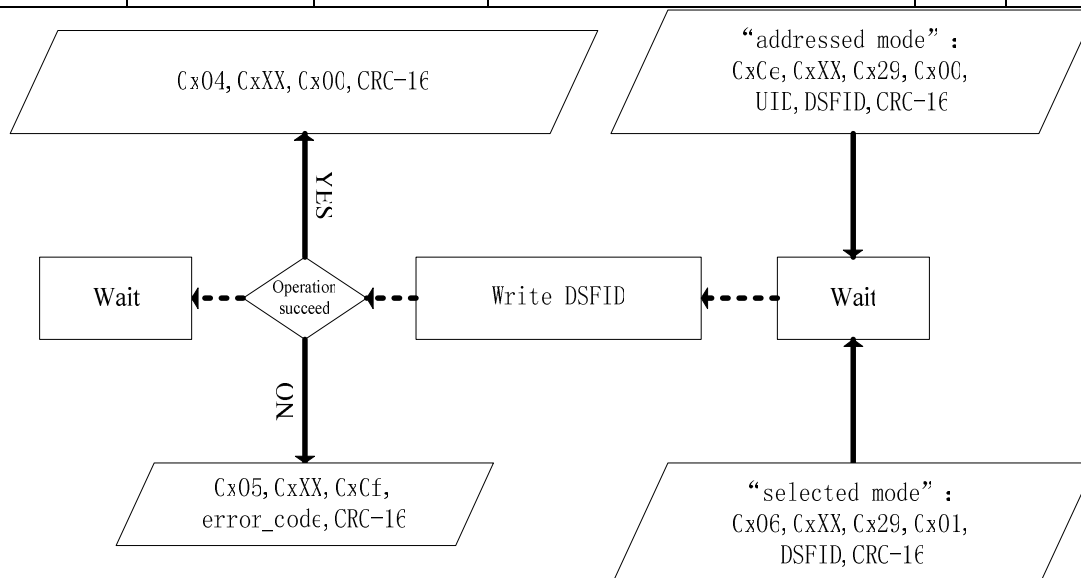 Cx04, CxXX, Cx00, CRC-16
“addressed mode” :
CxCe, CxXX, Cx29, Cx00,
UID, DSFID, CRC-16
YES
Wait
Operation
succeed
Write DSFID
Wait
ON
Cx05, CxXX, CxCf,
error_code, CRC-16
“selected mode” :
Cx06, CxXX, Cx29, Cx01,
DSFID, CRC-16